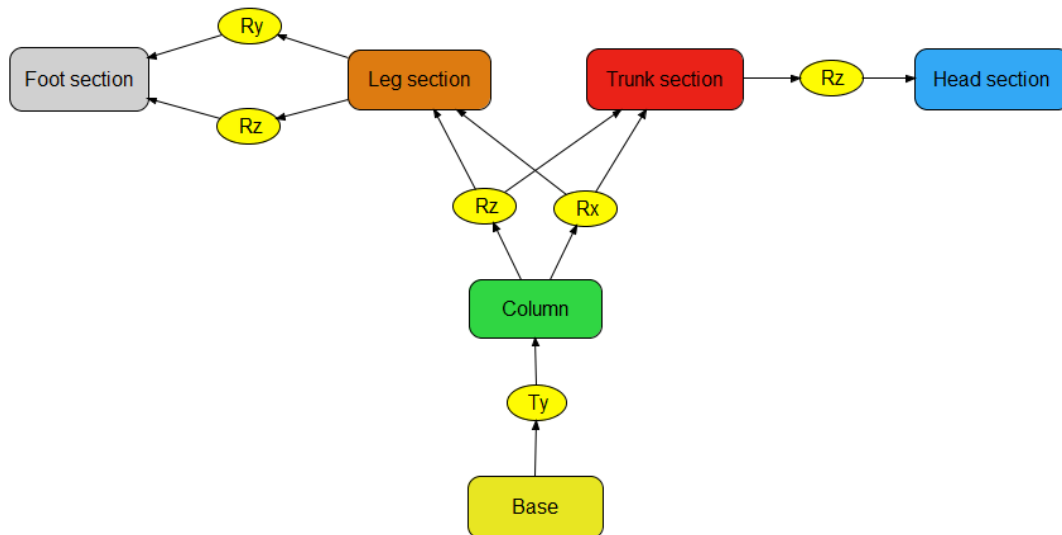 Ry
Foot section
Leg section
Trunk section
Rz
Head section
Rz
Rz
Rx
Column
Ty
Base